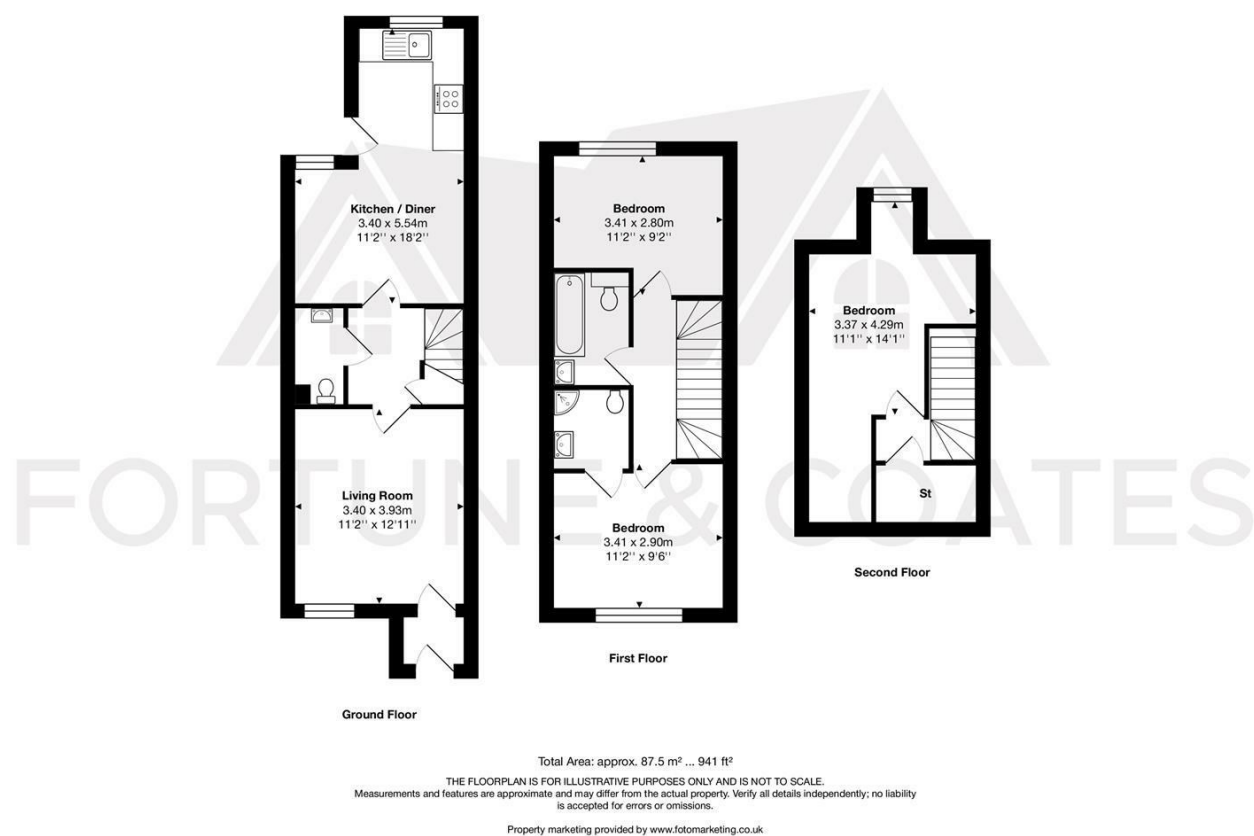 Kitchen / Diner
3.40 x 5.54m
11'2'' x 18'2''
Living Room
3.40 x 3.93m
11'2'' x 12'11''
Ground Floor
Bedroom
3.41 x 2.80m
11'2'' x 9'2''
Bedroom
3.41 x 2.90m
11'2'' x 9'6''
First Floor
Bedroom
3.37 x 4.29m
11'1'' x 14'1''
St
Second Floor
FORTUNE & COATES
Total Area: approx. 87.5 m² ... 941 ft²
THE FLOORPLAN IS FOR ILLUSTRATIVE PURPOSES ONLY AND IS NOT TO SCALE.
Measurements and features are approximate and may differ from the actual property. Verify all details independently; no liability
is accepted for errors or omissions.
Property marketing provided by www.fotomarketing.co.uk